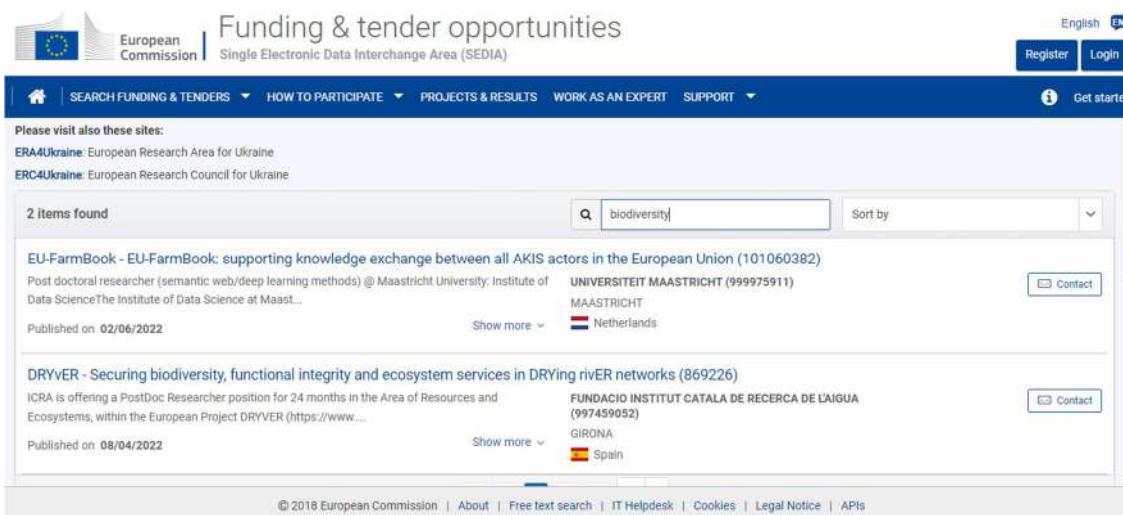 European
Commission
Funding & tender opportunities
Single Electronic Data Interchange Area (SEDIA)
English EN
Register Login
SEARCH FUNDING & TENDERS HOW TO PARTICIPATE PROJECTS & RESULTS WORK AS AN EXPERT SUPPORT Get starte
Please visit also these sites:
ERA4Ukraine: European Research Area for Ukraine
ERC4Ukraine: European Research Council for Ukraine
2 items found biodiversity Sort by
EU-FarmBook - EU-FarmBook: supporting knowledge exchange between all AKIS actors in the European Union (101060382)
Post doctoral researcher (semantic web/deep learning methods) @ Maastricht University: Institute of
Data ScienceThe Institute of Data Science at Maast...
Published on 02/06/2022 Show more
UNIVERSITEIT MAASTRICHT (999975911)
MAASTRICHT
Netherlands
Contact
DRYvER - Securing biodiversity, functional integrity and ecosystem services in DRYing rivER networks (869226)
ICRA is offering a PostDoc Researcher position for 24 months in the Area of Resources and
Ecosystems, within the European Project DRYVER (https://www....
Published on 08/04/2022 Show more
FUNDACIO INSTITUT CATALA DE RECERCA DE L'AIGUA
(997459052)
GIRONA
Spain
Contact
© 2018 European Commission | About | Free text search | IT Helpdesk | Cookies | Legal Notice | APIs